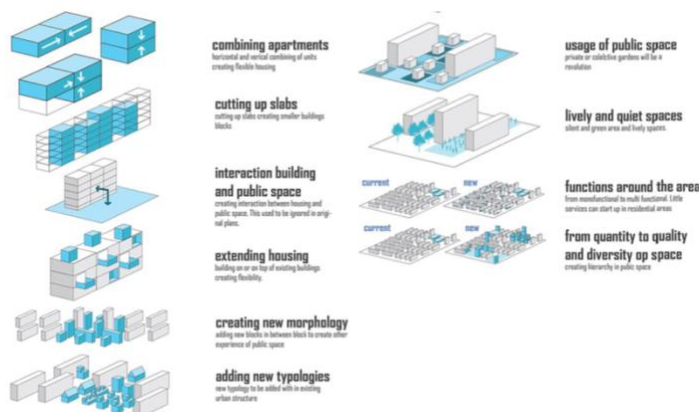 combining apartments
horizontal and verical combining of units
creating flexible housing
cutting up slabs
cutting up slabs creating smaller buildings
blocks
interaction building
and public space
creating interaction between housing and
public space. This used to be ignored in origi-
nal plans.
extending housing
building on or on top of existing buildings
creating flexibility.
creating new morphology
adding new blocks in between block to create other
experience of public space
adding new typologies
new typology to be added with in existing
urban structure
usage of public space
private or colelctive gardens will be a
revolution
lively and quiet spaces
silent and green area and lively spaces.
current
new
functions around the area
from monofunctional to multi functional. Little
services can start up in residential areas
current
new
from quantity to quality
and diversity op space
creating hierarchy in pubic space